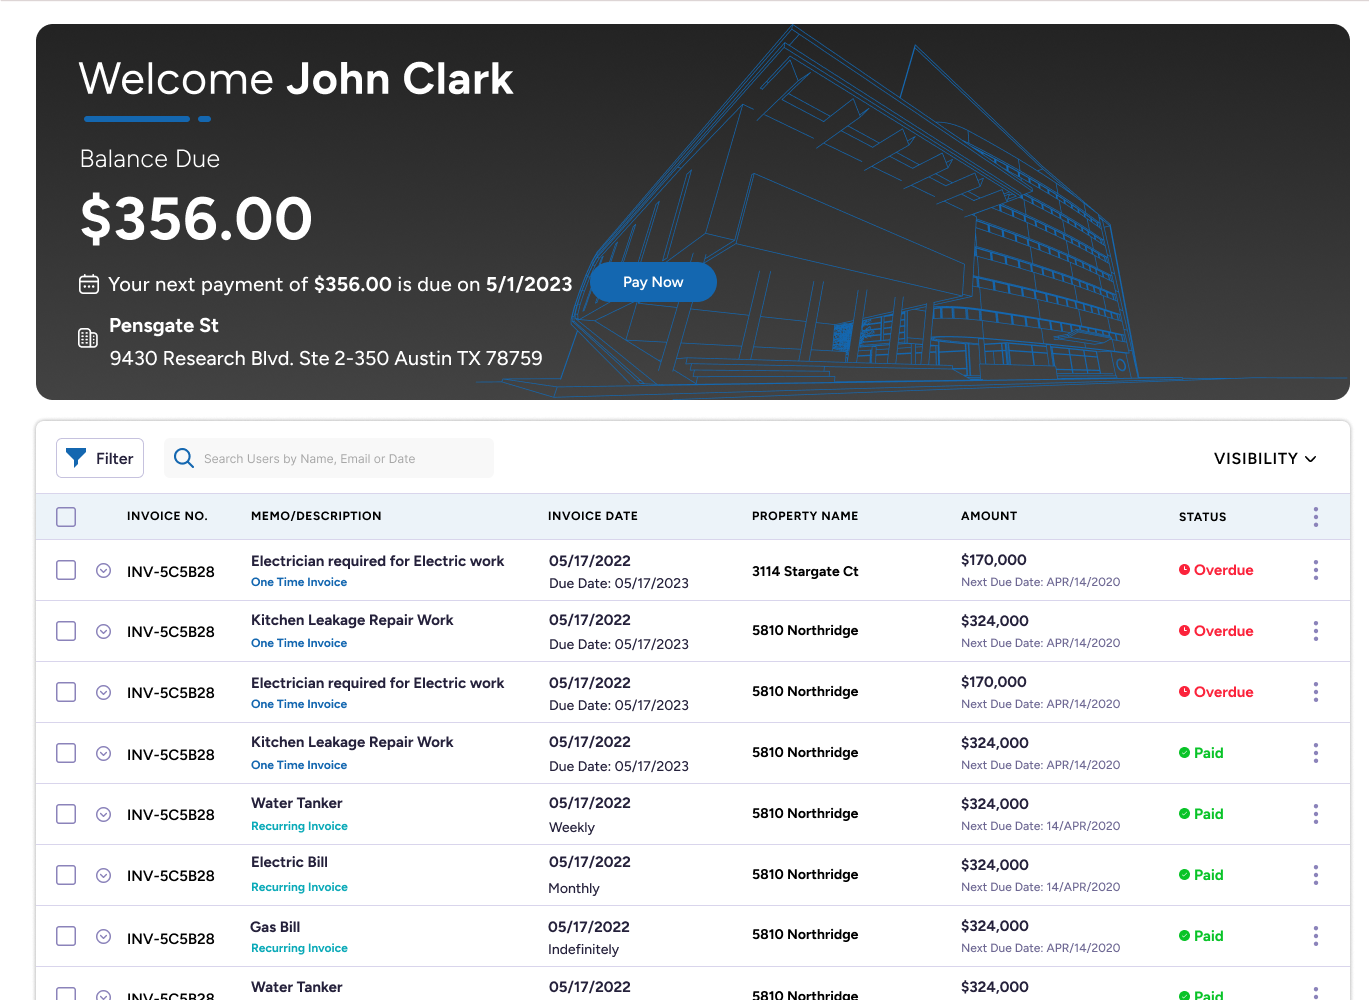 Welcome John Clark
Balance Due
$356.00
Your next payment of $356.00 is due on 5/1/2023
Pay Now
Pensgate St
9430 Research Blvd. Ste 2-350 Austin TX 78759
Filter
Search Users by Name, Email or Date
VISIBILITY
INVOICE NO. MEMO/DESCRIPTION INVOICE DATE PROPERTY NAME AMOUNT STATUS
INV-5C5B28 Electrician required for Electric work 05/17/2022 3114 Stargate Ct $170,000 Overdue
One Time Invoice Due Date: 05/17/2023 Next Due Date: APR/14/2020
INV-5C5B28 Kitchen Leakage Repair Work 05/17/2022 5810 Northridge $324,000 Overdue
One Time Invoice Due Date: 05/17/2023 Next Due Date: APR/14/2020
INV-5C5B28 Electrician required for Electric work 05/17/2022 5810 Northridge $170,000 Overdue
One Time Invoice Due Date: 05/17/2023 Next Due Date: APR/14/2020
INV-5C5B28 Kitchen Leakage Repair Work 05/17/2022 5810 Northridge $324,000 Paid
One Time Invoice Due Date: 05/17/2023 Next Due Date: APR/14/2020
INV-5C5B28 Water Tanker 05/17/2022 5810 Northridge $324,000 Paid
Recurring Invoice Weekly Next Due Date: 14/APR/2020
INV-5C5B28 Electric Bill 05/17/2022 5810 Northridge $324,000 Paid
Recurring Invoice Monthly Next Due Date: 14/APR/2020
INV-5C5B28 Gas Bill 05/17/2022 5810 Northridge $324,000 Paid
Recurring Invoice Indefinitely Next Due Date: APR/14/2020
INV-5C5B28 Water Tanker 05/17/2022 5810 Northridge $324,000 Paid